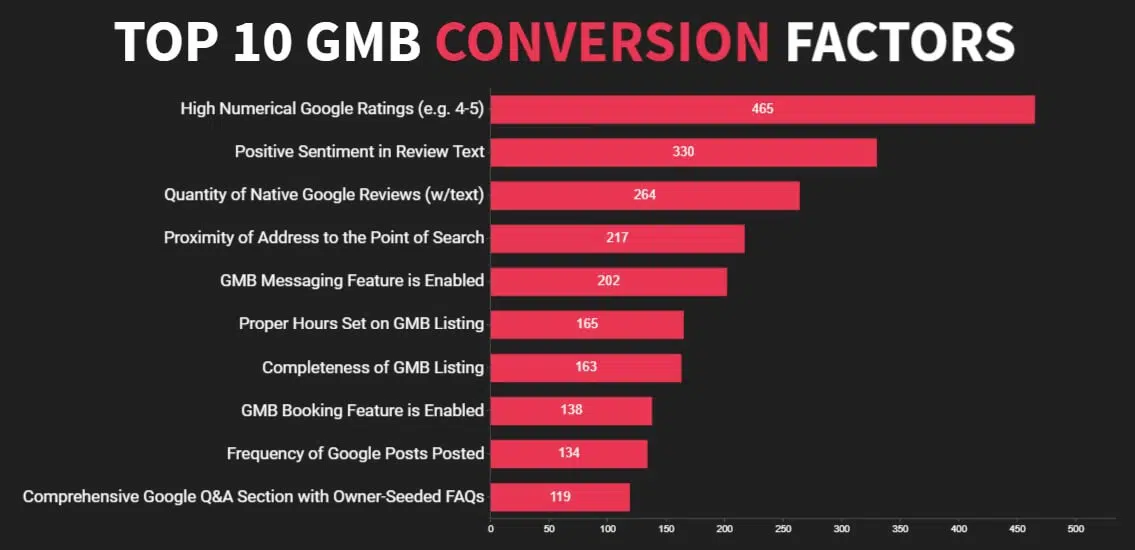 TOP 10 GMB CONVERSION FACTORS
High Numerical Google Ratings (e.g. 4-5) 465
Positive Sentiment in Review Text 330
Quantity of Native Google Reviews (w/text) 264
Proximity of Address to the Point of Search 217
GMB Messaging Feature is Enabled 202
Proper Hours Set on GMB Listing 165
Completeness of GMB Listing 163
GMB Booking Feature is Enabled 138
Frequency of Google Posts Posted 134
Comprehensive Google Q&A Section with Owner-Seeded FAQs 119
0 50 100 150 200 250 300 350 400 450 500